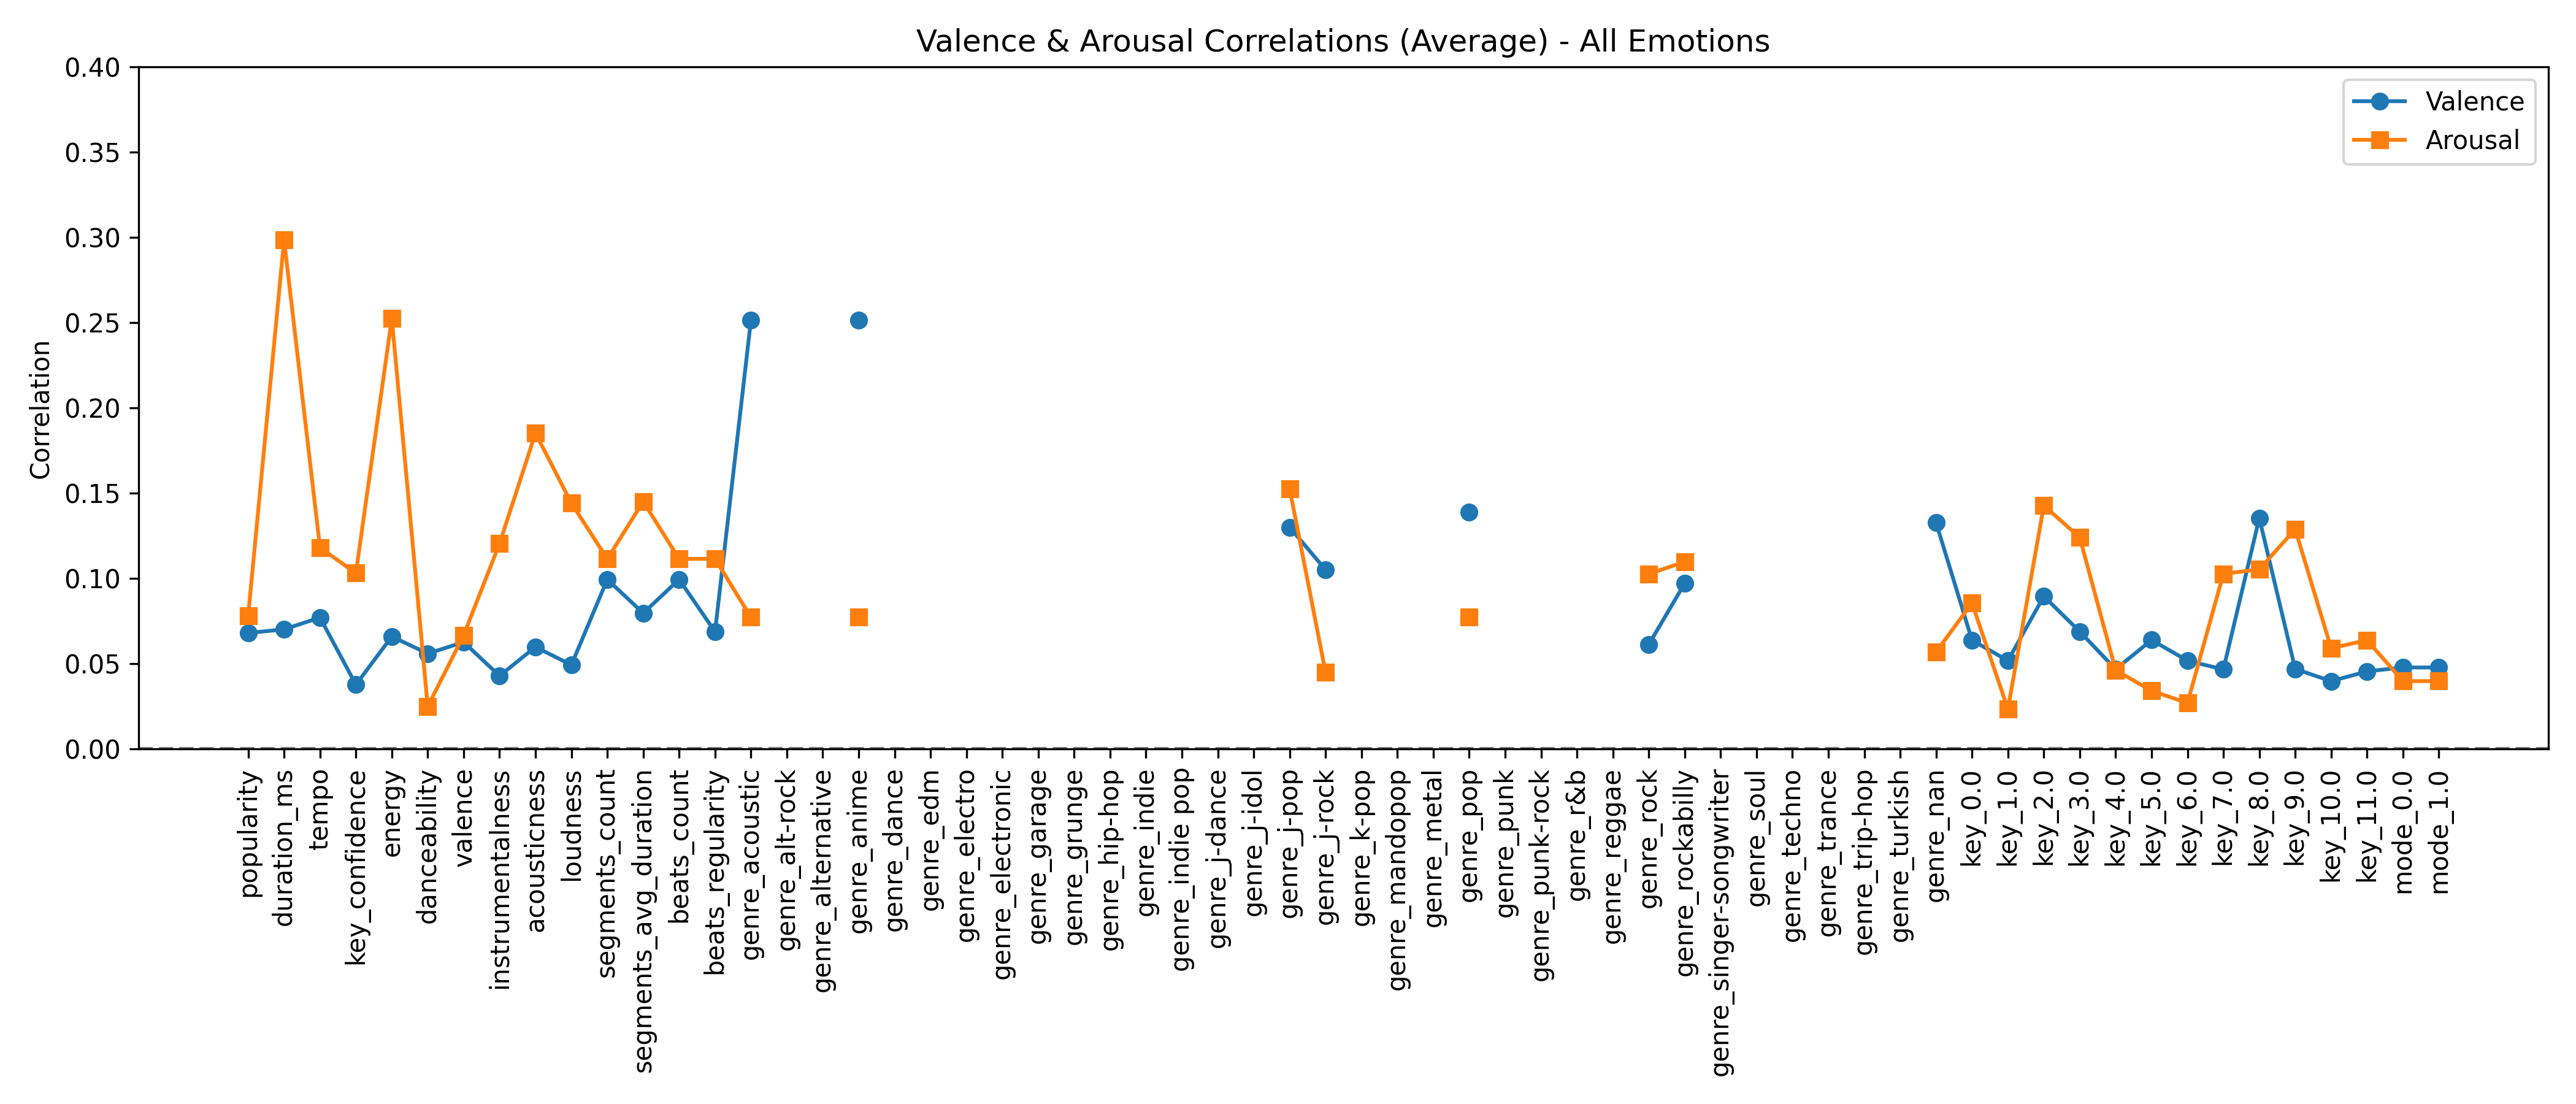 Valence & Arousal Correlations (Average) - All Emotions
0.40
0.35
0.30
0.25
0.20
0.15
0.10
0.05
0.00
Correlation
Valence
Arousal
popularity
duration_ms
tempo
key_confidence
energy
danceability
valence
instrumentalness
acousticness
loudness
segments_count
segments_avg_duration
beats_count
beats_regularity
genre_acoustic
genre_alt-rock
genre_alternative
genre_anime
genre_dance
genre_edm
genre_electro
genre_electronic
genre_garage
genre_grunge
genre_hip-hop
genre_indie
genre_indie pop
genre_j-dance
genre_j-idol
genre_j-pop
genre_j-rock
genre_k-pop
genre_mandopop
genre_metal
genre_pop
genre_punk
genre_punk-rock
genre_r&b
genre_reggae
genre_rock
genre_rockabilly
genre_singer-songwriter
genre_soul
genre_techno
genre_trance
genre_trip-hop
genre_turkish
genre_nan
key_0.0
key_1.0
key_2.0
key_3.0
key_4.0
key_5.0
key_6.0
key_7.0
key_8.0
key_9.0
key_10.0
key_11.0
mode_0.0
mode_1.0